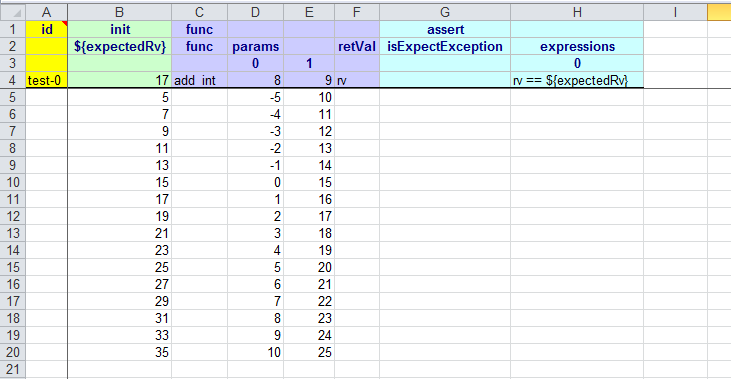 A B C D E F G H I
1 id init func assert
2 ${expectedRv} func params retVal isExpectException expressions
3 0 1 0
4 test-0 17 add_int 8 9 rv rv == ${expectedRv}
5 5 -5 10
6 7 -4 11
7 9 -3 12
8 11 -2 13
9 13 -1 14
10 15 0 15
11 17 1 16
12 19 2 17
13 21 3 18
14 23 4 19
15 25 5 20
16 27 6 21
17 29 7 22
18 31 8 23
19 33 9 24
20 35 10 25
21